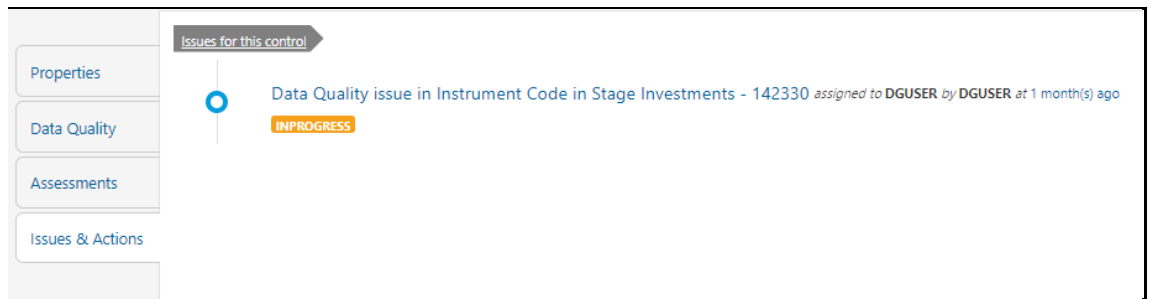 Issues for this control
Properties
Data Quality issue in Instrument Code in Stage Investments - 142330 assigned to DGUSER by DGUSER at 1 month(s) ago
INPROGRESS
Data Quality
Assessments
Issues & Actions